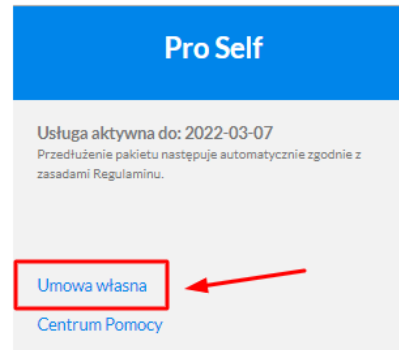 Pro Self
Usługa aktywna do: 2022-03-07
Przedłużenie pakietu następuje automatycznie zgodnie z
zasadami Regulaminu.
Umowa własna
Centrum Pomocy